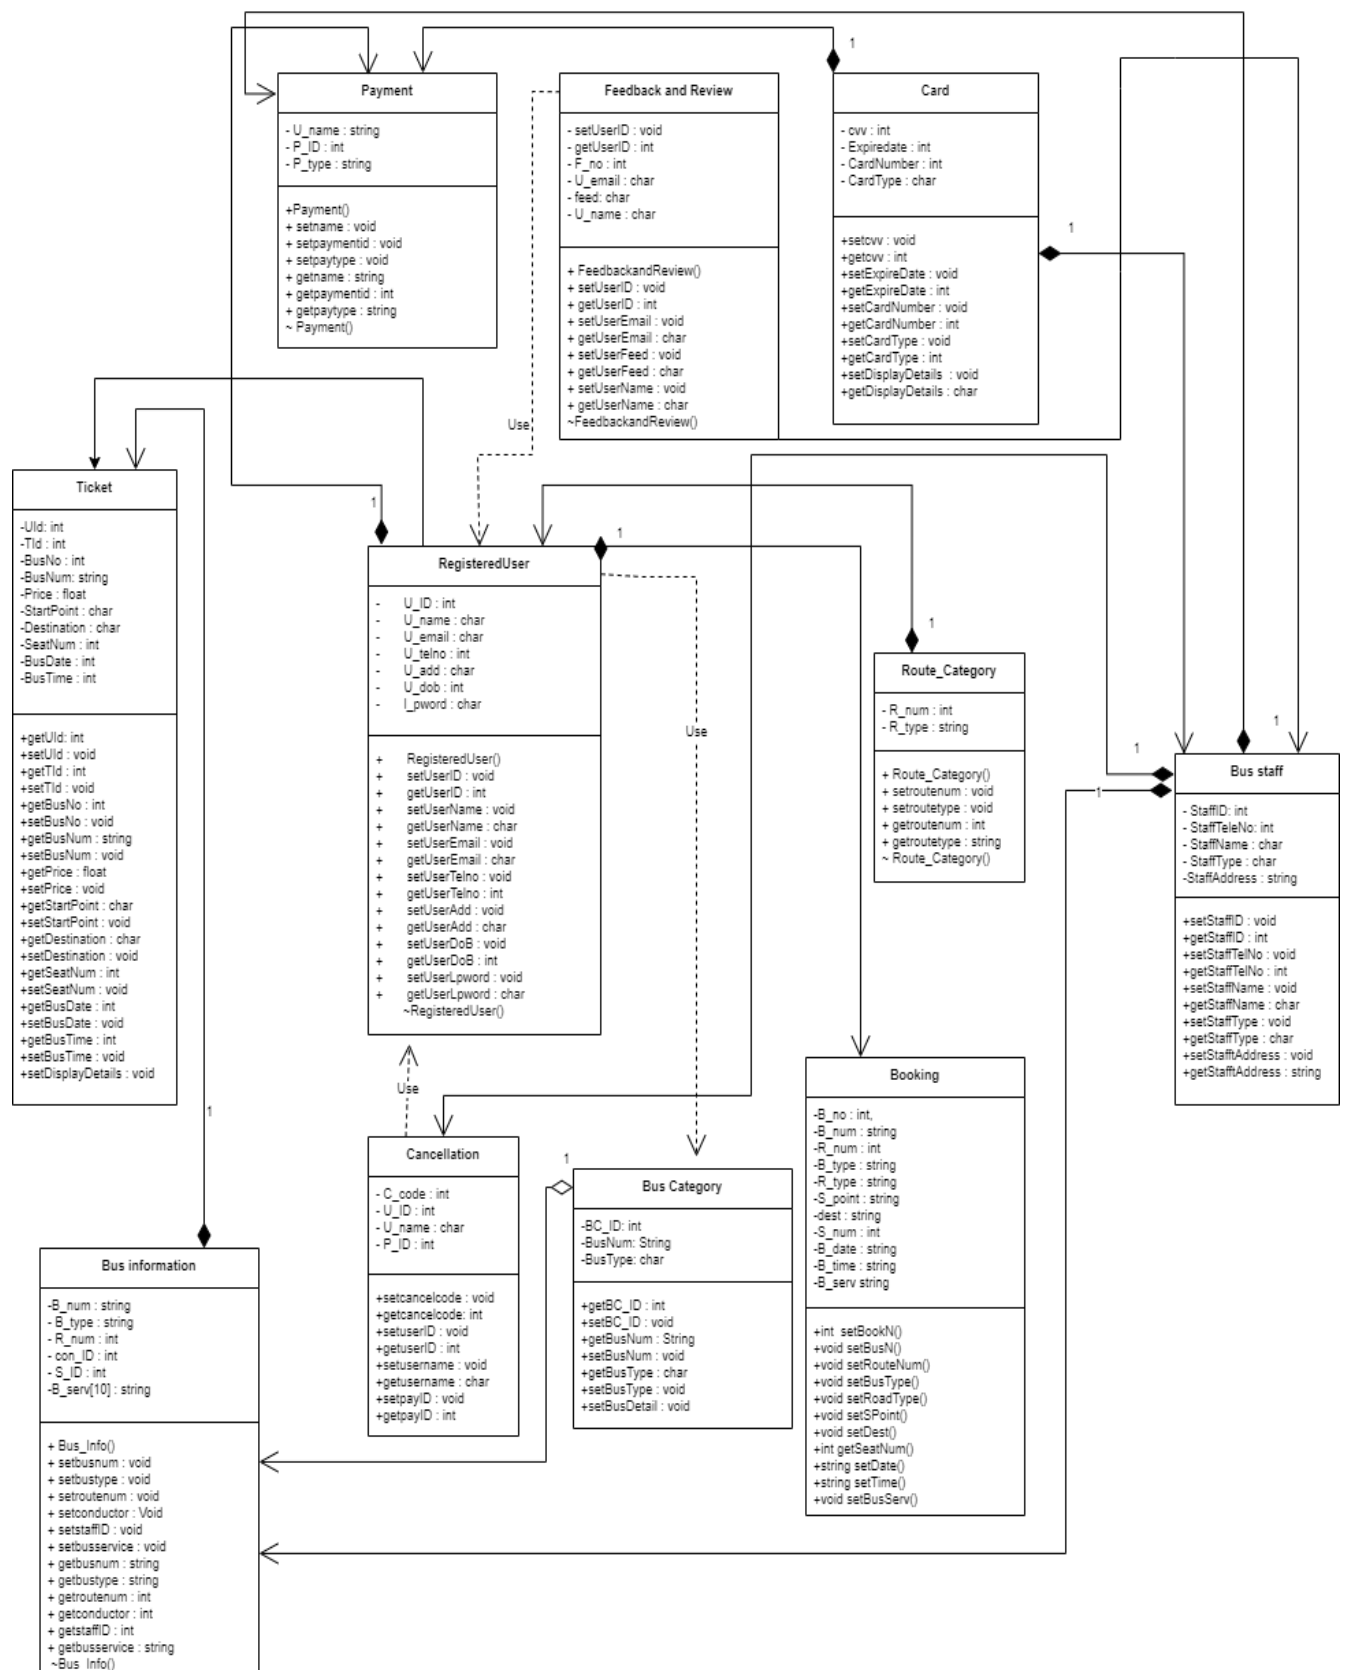 1
Payment
- U_name : string
- P_ID : int
- P_type : string
+Payment()
+ setname : void
+ setpaymentid : void
+ setpaytype : void
+ getname : string
+ getpaymentid : int
+ getpaytype : string
~ Payment()
Feedback and Review
- setUserID : void
- getUserID : int
- F_no : int
- U_email : char
- feed: char
- U_name : char
+ FeedbackandReview()
+ setUserID : void
+ getUserID : int
+ setUserEmail : void
+ getUserEmail : char
+ setUserFeed : void
+ getUserFeed : char
+ setUserName : void
+ getUserName : char
~FeedbackandReview()
Card
- cvv : int
- Expiredate : int
- CardNumber : int
- CardType : char
+setcvv : void
+getcvv : int
+setExpireDate : void
+getExpireDate : int
+setCardNumber : void
+getCardNumber : int
+setCardType : void
+getCardType : int
+setDisplayDetails : void
+getDisplayDetails : char
1
Use
Ticket
-UId: int
-TId : int
-BusNo : int
-BusNum: string
-Price : float
-StartPoint : char
-Destination : char
-SeatNum : int
-BusDate : int
-BusTime : int
+getUId: int
+setUId : void
+getTId : int
+setTId : void
+getBusNo : int
+setBusNo : void
+getBusNum : string
+setBusNum : void
+getPrice : float
+setPrice : void
+getStartPoint : char
+setStartPoint : void
+getDestination : char
+setDestination : void
+getSeatNum : int
+setSeatNum : void
+getBusDate : int
+setBusDate : void
+getBusTime : int
+setBusTime : void
+setDisplayDetails : void
1
1
RegisteredUser
- U_ID : int
- U_name : char
- U_email : char
- U_telno : int
- U_add : char
- U_dob : int
- l_pword : char
+ RegisteredUser()
+ setUserID : void
+ getUserID : int
+ setUserName : void
+ getUserName : char
+ setUserEmail : void
+ getUserEmail : char
+ setUserTelno : void
+ getUserTelno : int
+ setUserAdd : void
+ getUserAdd : char
+ setUserDoB : void
+ getUserDoB : int
+ setUserLpword : void
+ getUserLpword : char
~RegisteredUser()
Use
1
Route_Category
- R_num : int
- R_type : string
+ Route_Category()
+ setroutenum : void
+ setroutetype : void
+ getroutenum : int
+ getroutetype : string
~ Route_Category()
1
1
1
Bus staff
- StaffID: int
- StaffTeleNo: int
- StaffName : char
- StaffType : char
-StaffAddress : string
+setStaffID : void
+getStaffID : int
+setStaffTelNo : void
+getStaffTelNo : int
+setStaffName : void
+getStaffName : char
+setStaffType : void
+getStaffType : char
+setStafftAddress : void
+getStafftAddress : string
Use
1
Cancellation
- C_code : int
- U_ID : int
- U_name : char
- P_ID : int
+setcancelcode : void
+getcancelcode: int
+setuserID : void
+getuserID : int
+setusername : void
+getusername : char
+setpayID : void
+getpayID : int
1
Bus Category
-BC_ID: int
-BusNum: String
-BusType: char
+getBC_ID : int
+setBC_ID : void
+getBusNum : String
+setBusNum : void
+getBusType : char
+setBusType : void
+setBusDetail : void
Booking
-B_no : int,
-B_num : string
-R_num : int
-B_type : string
-R_type : string
-S_point : string
-dest : string
-S_num : int
-B_date : string
-B_time : string
-B_serv string
+int setBookN()
+void setBusN()
+void setRouteNum()
+void setBusType()
+void setRoadType()
+void setSPoint()
+void setDest()
+int getSeatNum()
+string setDate()
+string setTime()
+void setBusServ()
Bus information
-B_num : string
- B_type : string
- R_num : int
- con_ID : int
- S_ID : int
-B_serv[10] : string
+ Bus_Info()
+ setbusnum : void
+ setbustype : void
+ setroutenum : void
+ setconductor : Void
+ setstaffID : void
+ setbusservice : void
+ getbusnum : string
+ getbustype : string
+ getroutenum : int
+ getconductor : int
+ getstaffID : int
+ getbusservice : string
~Bus_Info()